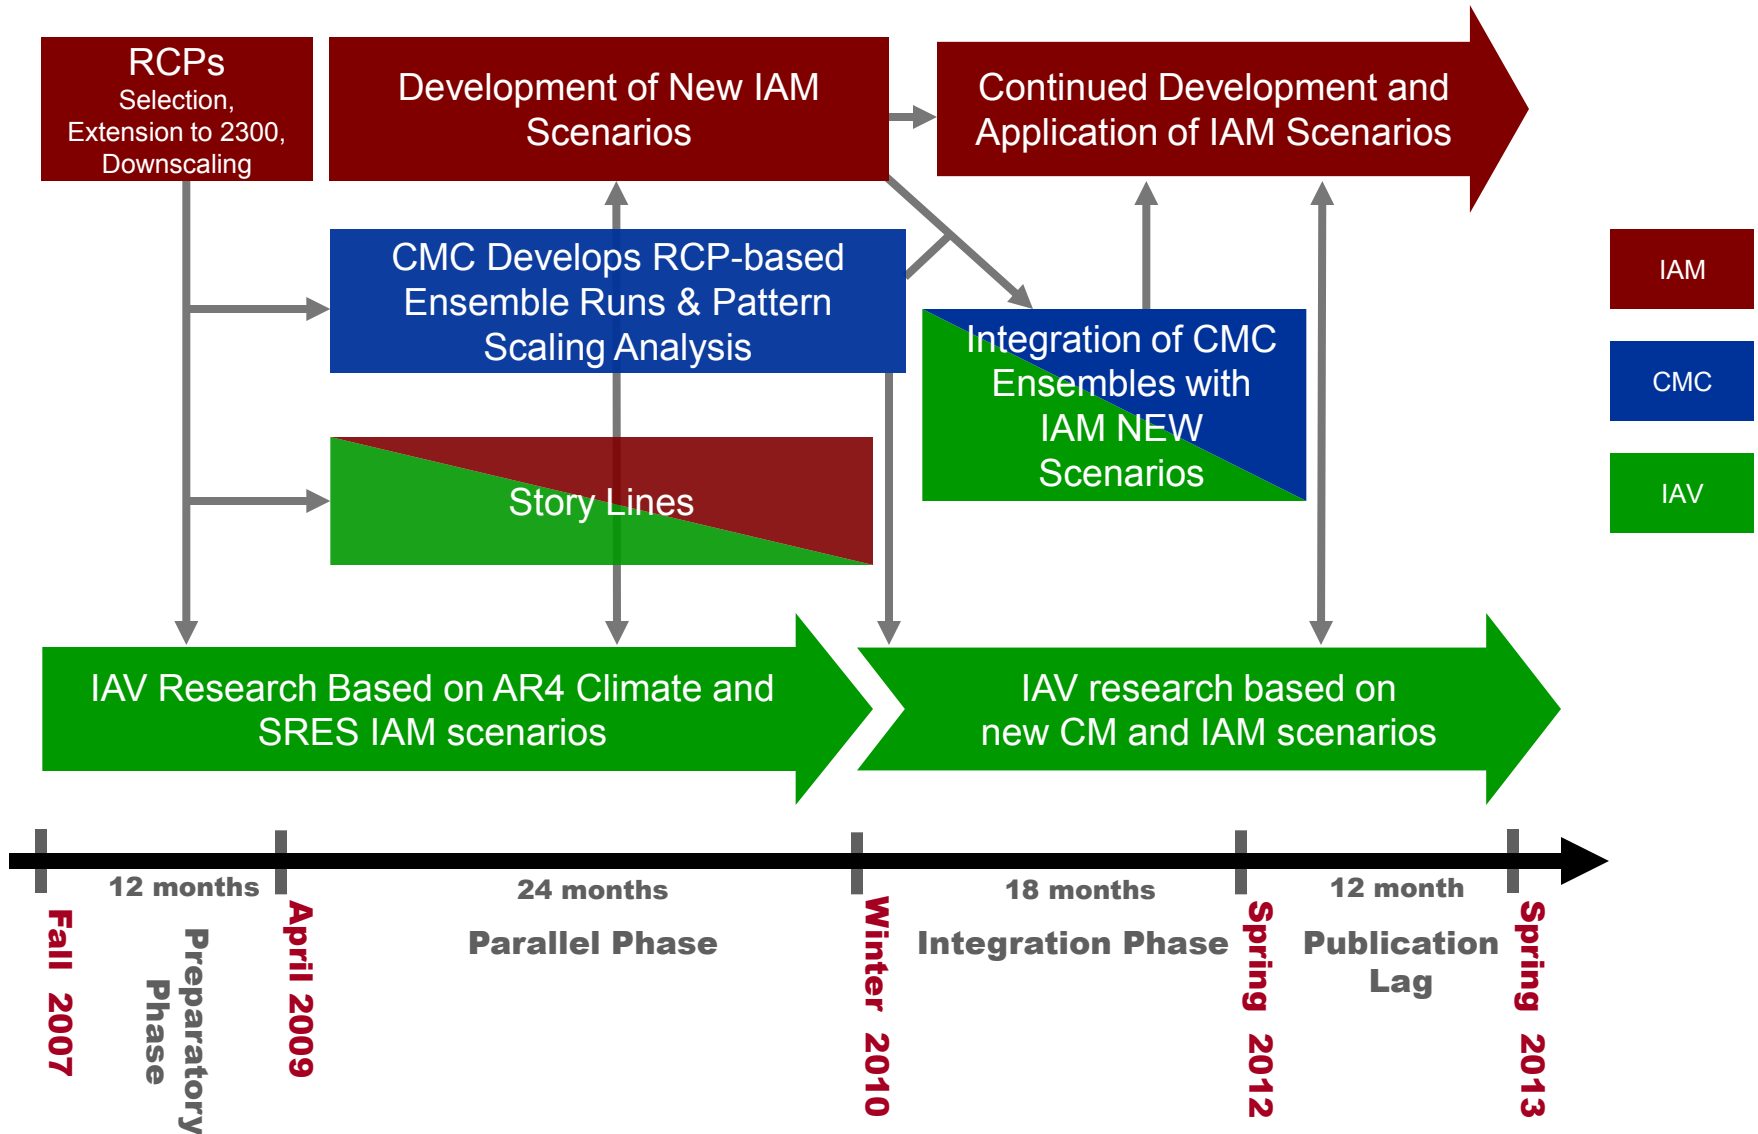 RCPs
Selection,
Extension to 2300,
Downscaling
Development of New IAM
Scenarios
Continued Development and
Application of IAM Scenarios
CMC Develops RCP-based
Ensemble Runs & Pattern
Scaling Analysis
Integration of CMC
Ensembles with
IAM NEW
Scenarios
Story Lines
IAM
CMC
IAV
IAV Research Based on AR4 Climate and
SRES IAM scenarios
IAV research based on
new CM and IAM scenarios
12 months
24 months
18 months
12 month
Fall 2007
Preparatory
Phase
April 2009
Parallel Phase
Winter 2010
Integration Phase
Spring 2012
Publication
Lag
Spring 2013